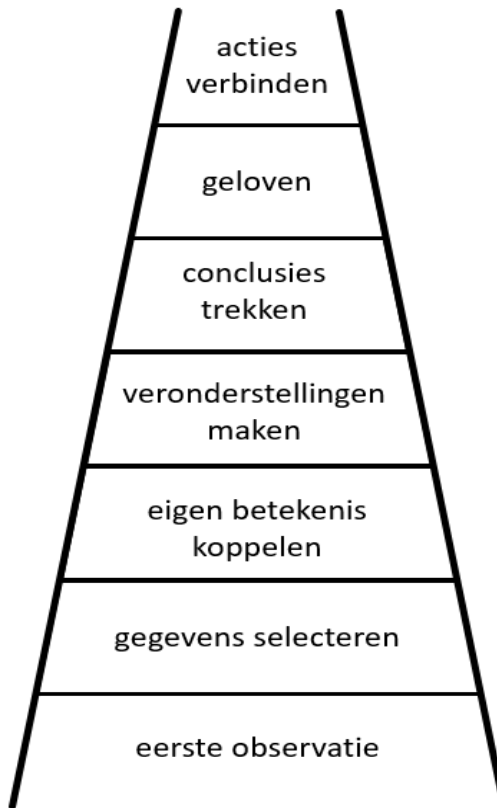 acties
verbinden
geloven
conclusies
trekken
veronderstellingen
maken
eigen betekenis
koppelen
gegevens selecteren
eerste observatie